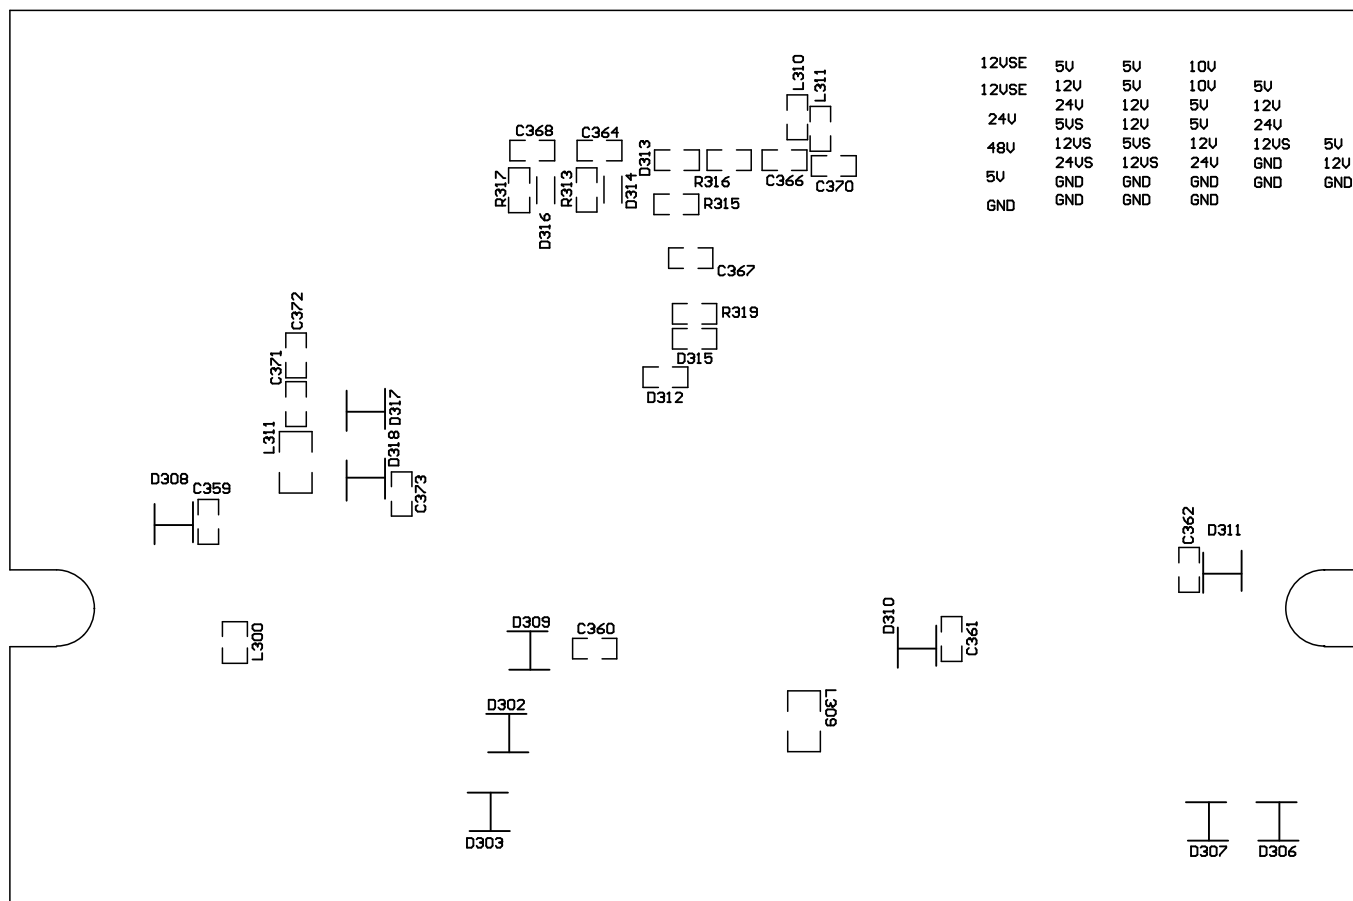 12VSE 5V 5V 10V
12VSE 12V 5V 10V 5V
24V 12V 5V 12V
24V 5VS 12V 5V 24V
48V 12VS 5VS 12V 12VS 5V
24VS 12VS 24V GND 12V
5V GND GND GND GND GND
GND GND GND GND
L310
L311
C368
C364
D313
R317
R313
D314
R316
C366
C370
D316
R315
C367
C372
R319
C371
D315
D312
D317
L311
D318
D308
C359
C373
C362
D311
D310
L300
D309
C360
C361
D302
L309
D303
D307
D306